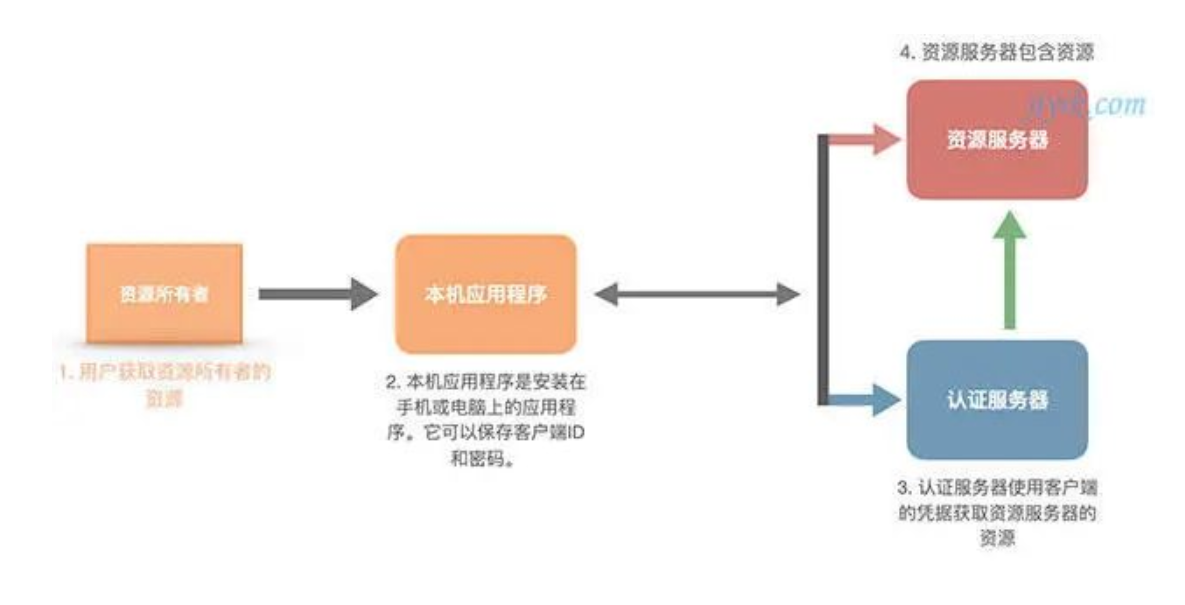 4. 资源服务器包含资源
资源服务器
资源所有者
本机应用程序
1. 用户获取资源所有者的
资源
2. 本机应用程序是安装在
手机或电脑上的应用程
序。它可以保存客户端ID
和密码。
认证服务器
3. 认证服务器使用客户端
的凭据获取资源服务器的
资源